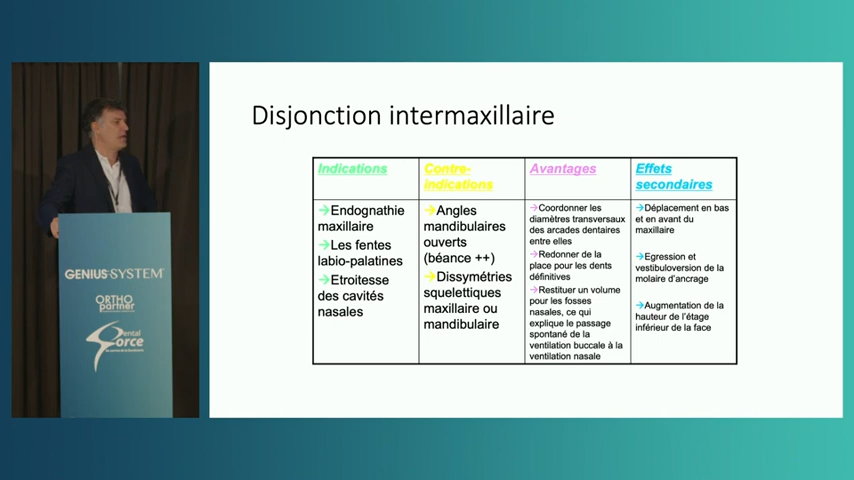 Disjonction intermaxillaire
Indications
→Endognathie
maxillaire
→Les fentes
labio-palatines
→Etroitesse
des cavités
nasales
Contre-
indications
→Angles
mandibulaires
ouverts
(béance ++)
→Dissymétries
squelettiques
maxillaire ou
mandibulaire
Avantages
→Coordonner les
diamètres transversaux
des arcades dentaires
entre elles
→Redonner de la
place pour les dents
définitives
→Restituer un volume
pour les fosses
nasales, ce qui
explique le passage
spontané de la
ventilation buccale à la
ventilation nasale
Effets
secondaires
→Déplacement en bas
et en avant du
maxillaire
→Egression et
vestibuloversion de la
molaire d’ancrage
→Augmentation de la
hauteur de l’étage
inférieur de la face
GENIUS SYSTEM
ORTHO
partner
Dental
Force